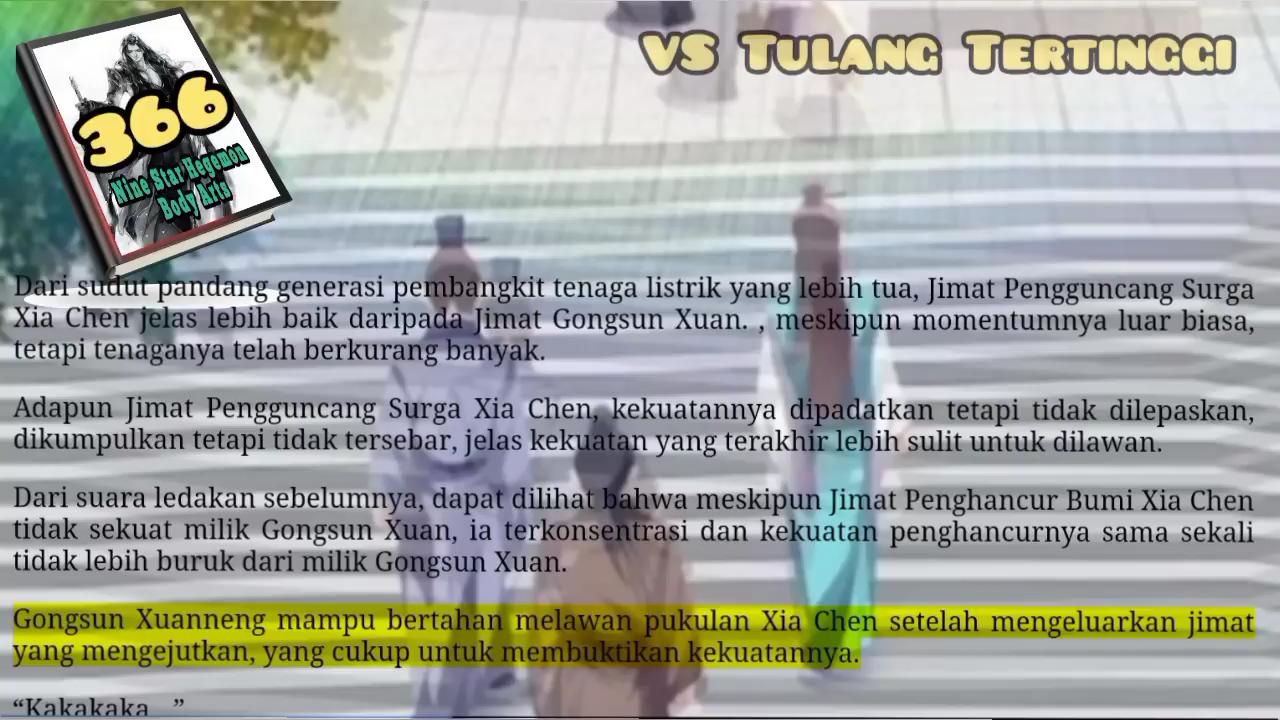 VS Tulang Tertinggi
366
Nine Star Hegemon
Body Arts
Dari sudut pandang generasi pembangkit tenaga listrik yang lebih tua, Jimat Pengguncang Surga
Xia Chen jelas lebih baik daripada Jimat Gongsun Xuan. , meskipun momentumnya luar biasa,
tetapi tenaganya telah berkurang banyak.
Adapun Jimat Pengguncang Surga Xia Chen, kekuatannya dipadatkan tetapi tidak dilepaskan,
dikumpulkan tetapi tidak tersebar, jelas kekuatan yang terakhir lebih sulit untuk dilawan.
Dari suara ledakan sebelumnya, dapat dilihat bahwa meskipun Jimat Penghancur Bumi Xia Chen
tidak sekuat milik Gongsun Xuan, ia terkonsentrasi dan kekuatan penghancurnya sama sekali
tidak lebih buruk dari milik Gongsun Xuan.
Gongsun Xuanneng mampu bertahan melawan pukulan Xia Chen setelah mengeluarkan jimat
yang mengejutkan, yang cukup untuk membuktikan kekuatannya.
“Kakakaka ”